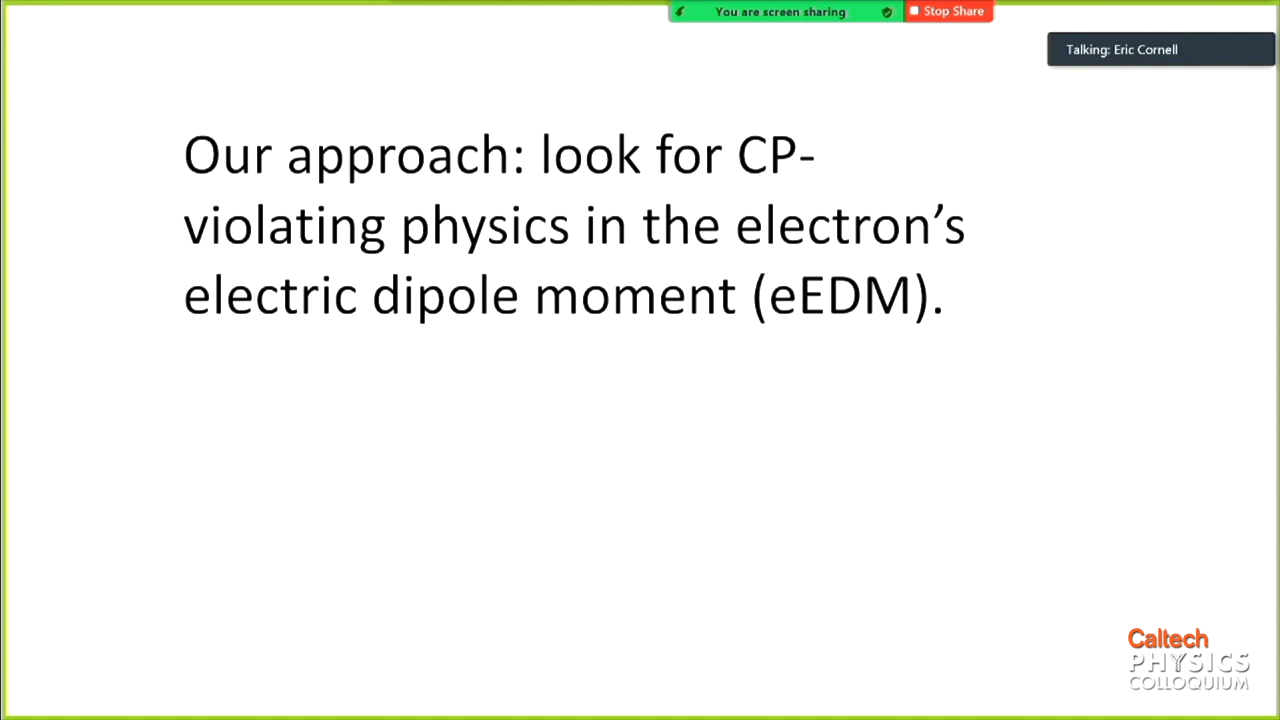 You are screen sharing
Stop Share
Talking: Eric Cornell
Our approach: look for CP-
violating physics in the electron’s
electric dipole moment (eEDM).
Caltech
PHYSICS
COLLOQUIUM